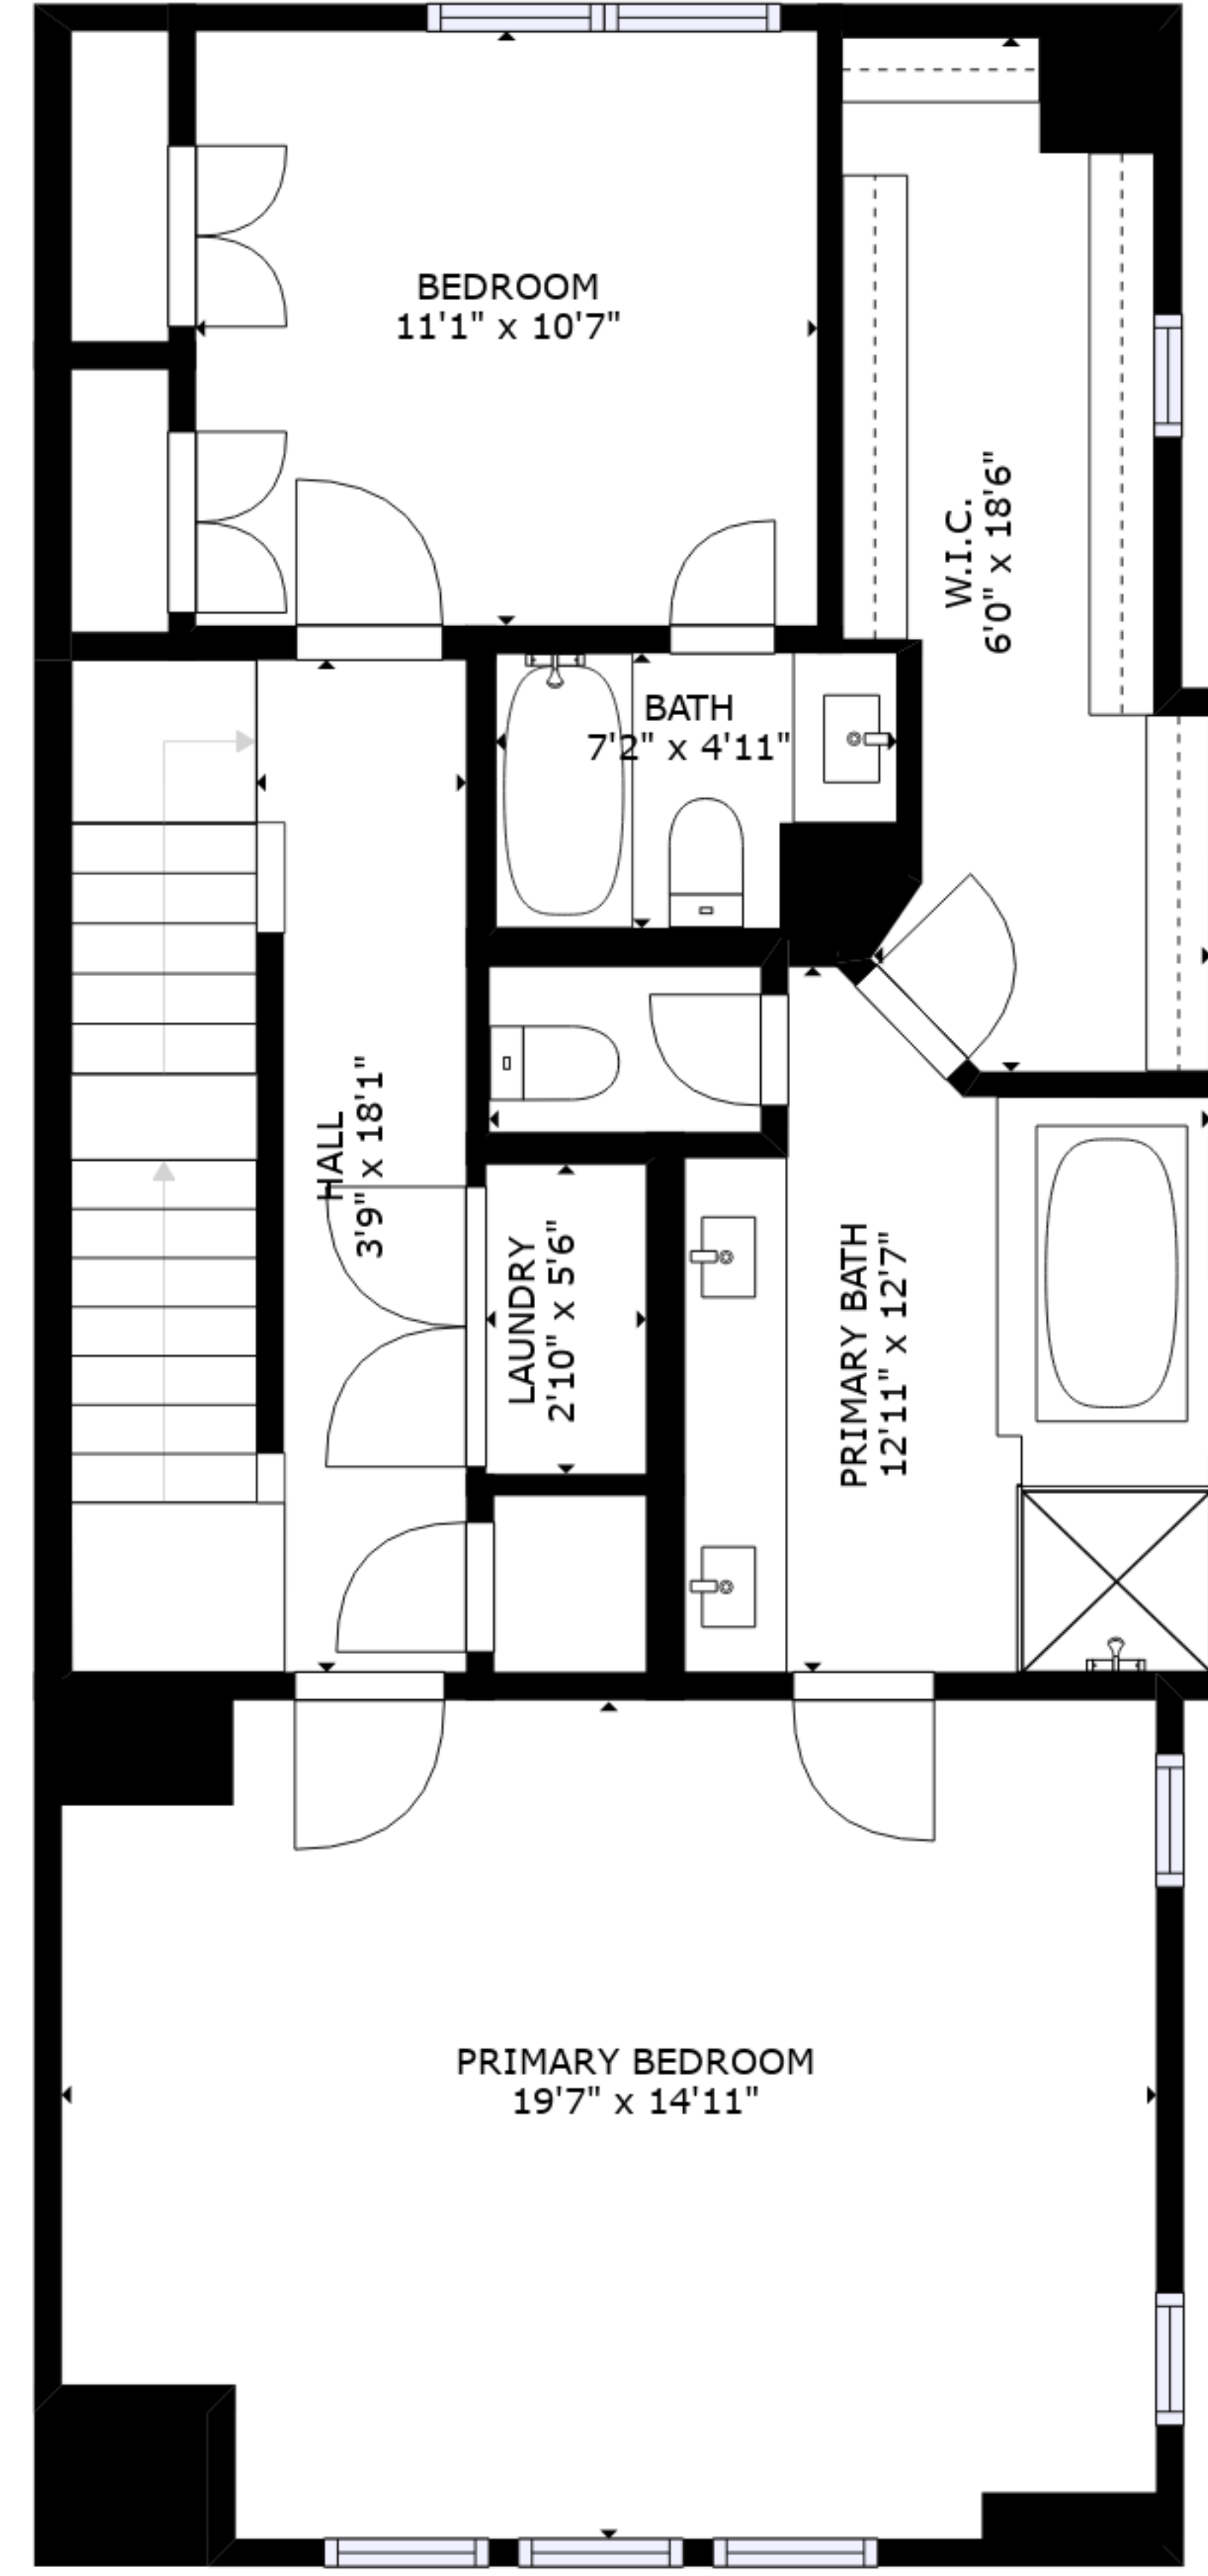 BEDROOM
11'1" x 10'7"
W.I.C.
6'0" x 18'6"
BATH
7'2" x 4'11"
HALL
3'9" x 18'1"
LAUNDRY
2'10" x 5'6"
PRIMARY BATH
12'11" x 12'7"
PRIMARY BEDROOM
19'7" x 14'11"